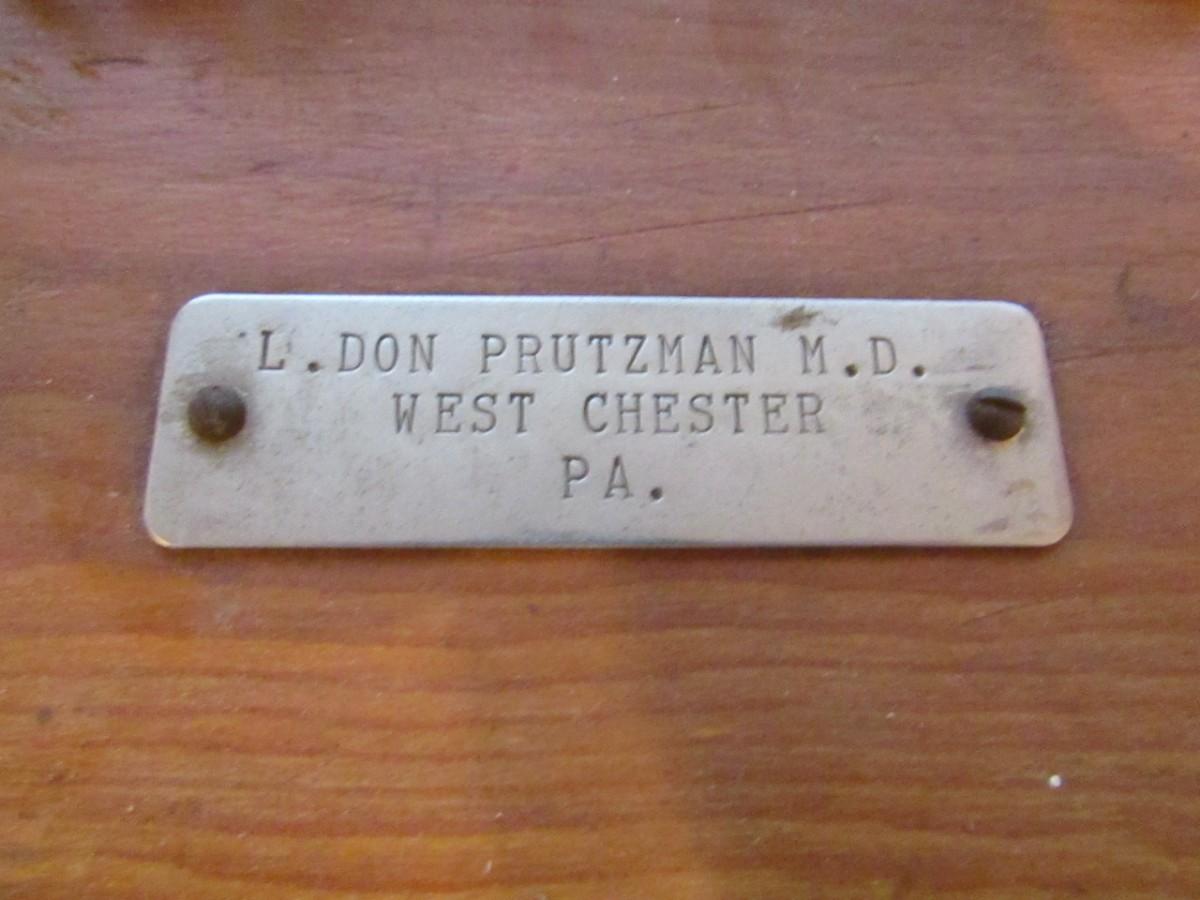 L.DON PRUTZMAN M.D.
WEST CHESTER
PA.